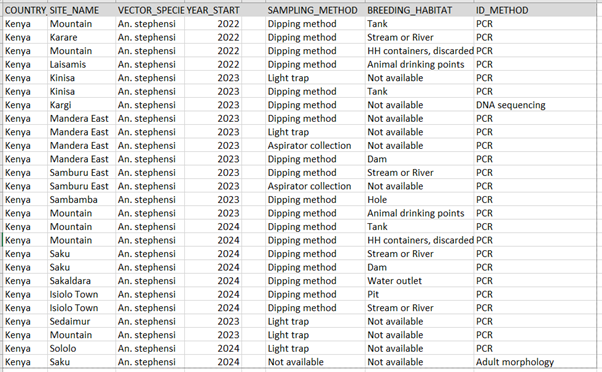 COUNTRY SITE_NAME VECTOR_SPECIE YEAR_START SAMPLING_METHOD BREEDING_HABITAT ID_METHOD
Kenya Mountain An. stephensi 2022 Dipping method Tank PCR
Kenya Karare An. stephensi 2022 Dipping method Stream or River PCR
Kenya Mountain An. stephensi 2022 Dipping method HH containers, discarded PCR
Kenya Laisamis An. stephensi 2022 Dipping method Animal drinking points PCR
Kenya Kinisa An. stephensi 2023 Light trap Not available PCR
Kenya Kinisa An. stephensi 2023 Dipping method Tank PCR
Kenya Kargi An. stephensi 2023 Dipping method Not available DNA sequencing
Kenya Mandera East An. stephensi 2023 Dipping method Not available PCR
Kenya Mandera East An. stephensi 2023 Light trap Not available PCR
Kenya Mandera East An. stephensi 2023 Aspirator collection Not available PCR
Kenya Mandera East An. stephensi 2023 Dipping method Dam PCR
Kenya Samburu East An. stephensi 2023 Dipping method Stream or River PCR
Kenya Samburu East An. stephensi 2023 Aspirator collection Not available PCR
Kenya Sambamba An. stephensi 2023 Dipping method Hole PCR
Kenya Mountain An. stephensi 2023 Dipping method Animal drinking points PCR
Kenya Mountain An. stephensi 2024 Dipping method Tank PCR
Kenya Mountain An. stephensi 2024 Dipping method HH containers, discarded PCR
Kenya Saku An. stephensi 2024 Dipping method Stream or River PCR
Kenya Saku An. stephensi 2024 Dipping method Dam PCR
Kenya Sakaldara An. stephensi 2024 Dipping method Water outlet PCR
Kenya Isiolo Town An. stephensi 2024 Dipping method Pit PCR
Kenya Isiolo Town An. stephensi 2024 Dipping method Stream or River PCR
Kenya Sedaimur An. stephensi 2023 Light trap Not available PCR
Kenya Mountain An. stephensi 2023 Light trap Not available PCR
Kenya Sololo An. stephensi 2024 Light trap Not available PCR
Kenya Saku An. stephensi 2024 Not available Not available Adult morphology